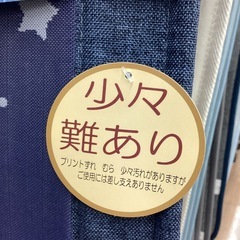 少々
難あり
プリントずれ　むら　少々汚れがありますが
ご使用には差し支えありません